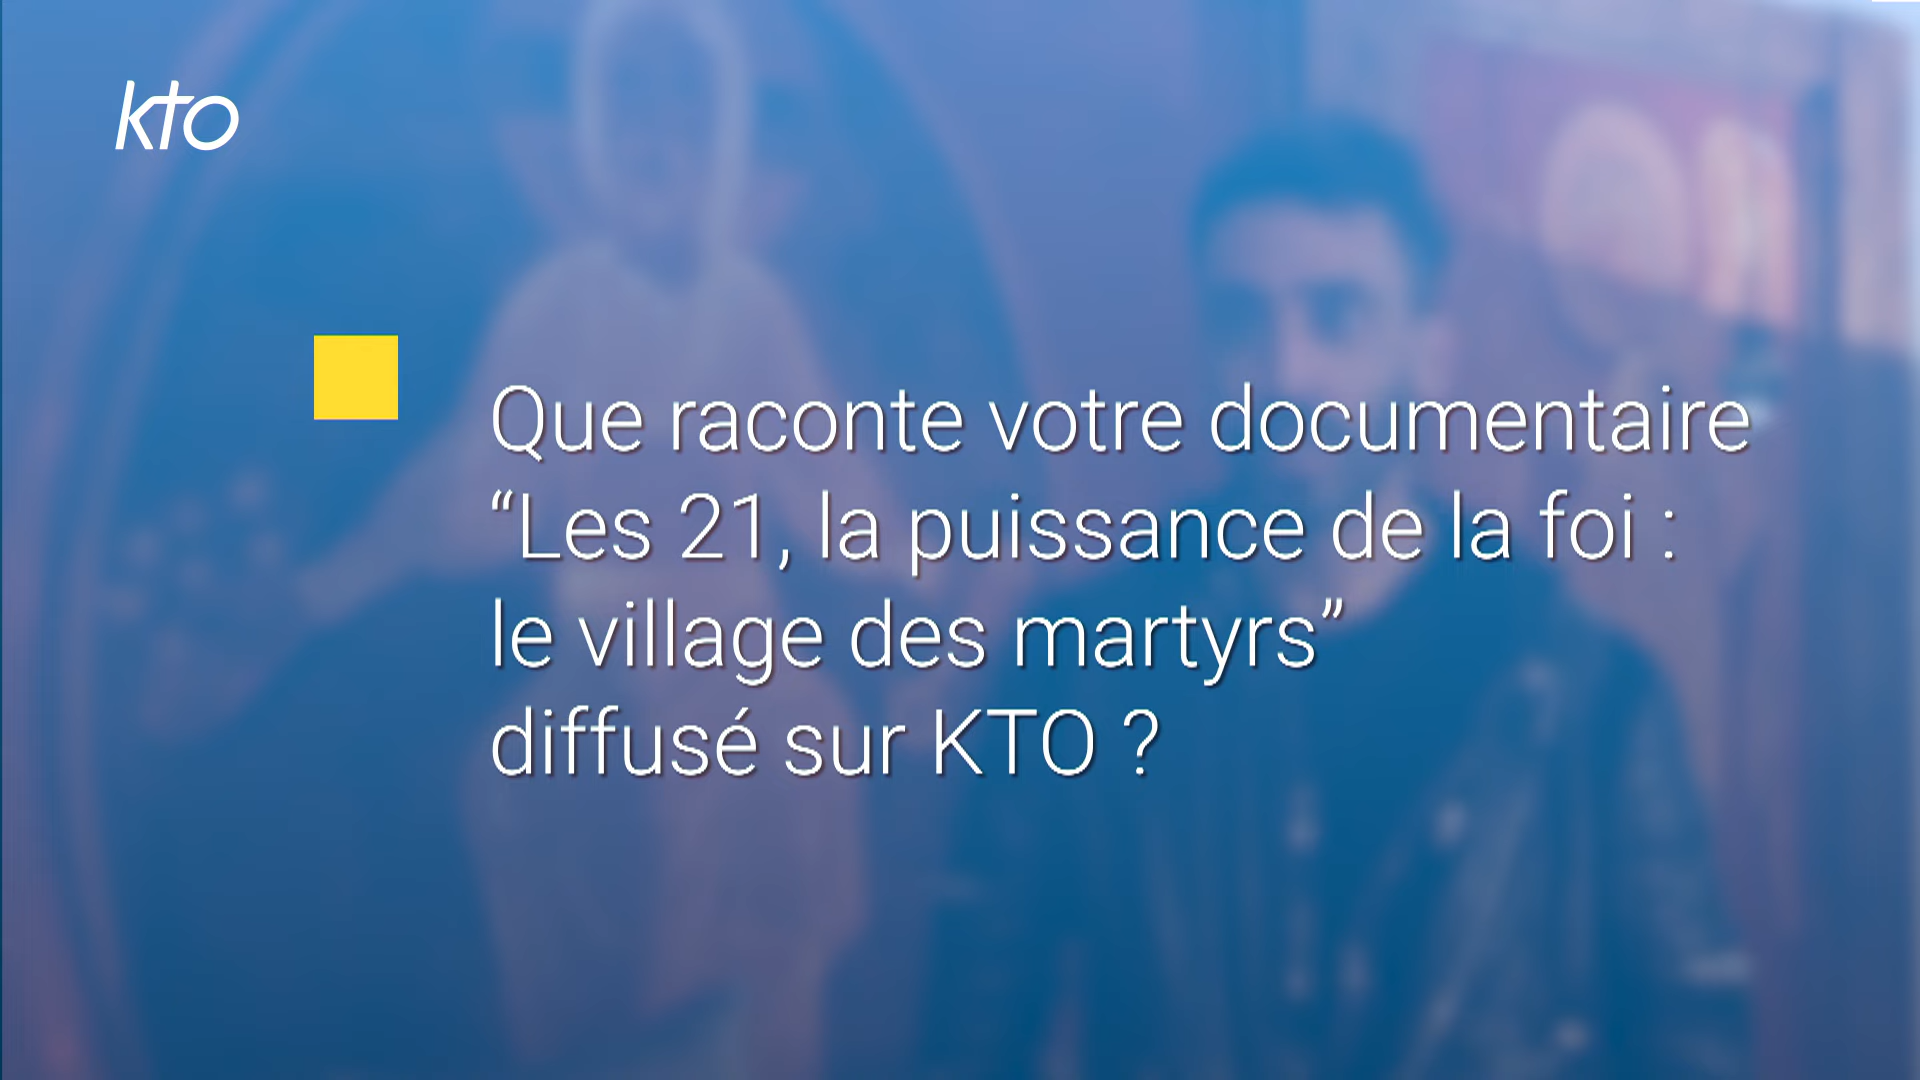 kto
Que raconte votre documentaire
“Les 21, la puissance de la foi :
le village des martyrs”
diffusé sur KTO ?